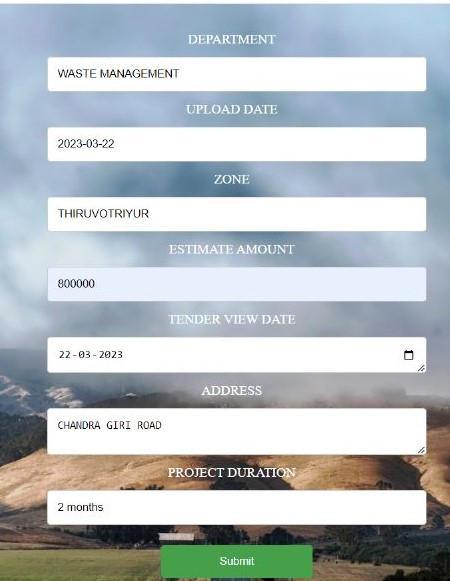 DEPARTMENT
WASTE MANAGEMENT
UPLOAD DATE
2023-03-22
ZONE
THIRUVOTRIYUR
ESTIMATE AMOUNT
800000
TENDER VIEW DATE
22-03-2023
ADDRESS
CHANDRA GIRI ROAD
PROJECT DURATION
2 months
Submit